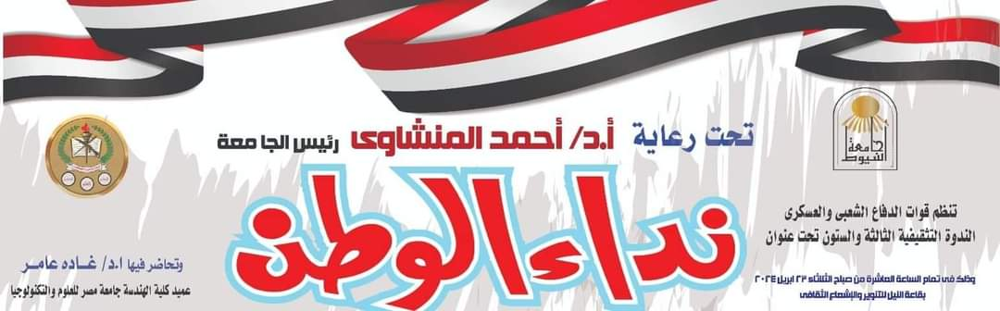 تحت رعاية أ.د/ أحمد المنشاوى رئيس الجامعة
جامعة
أسيوط
نداء الوطن
تنظم قوات الدفاع الشعبى والعسكرى
الندوة التثقيفية الثالثة والستون تحت عنوان
وذلك فى تمام الساعة العاشرة من صباح الثلاثاء ٢٣ ابريل ٢٠٢٤
بقاعة النيل للتنوير والإشعاع الثقافى
وتحاضر فيها ا.د/ غاده عامر
عميد كلية الهندسة جامعة مصر للعلوم والتكنولوجيا